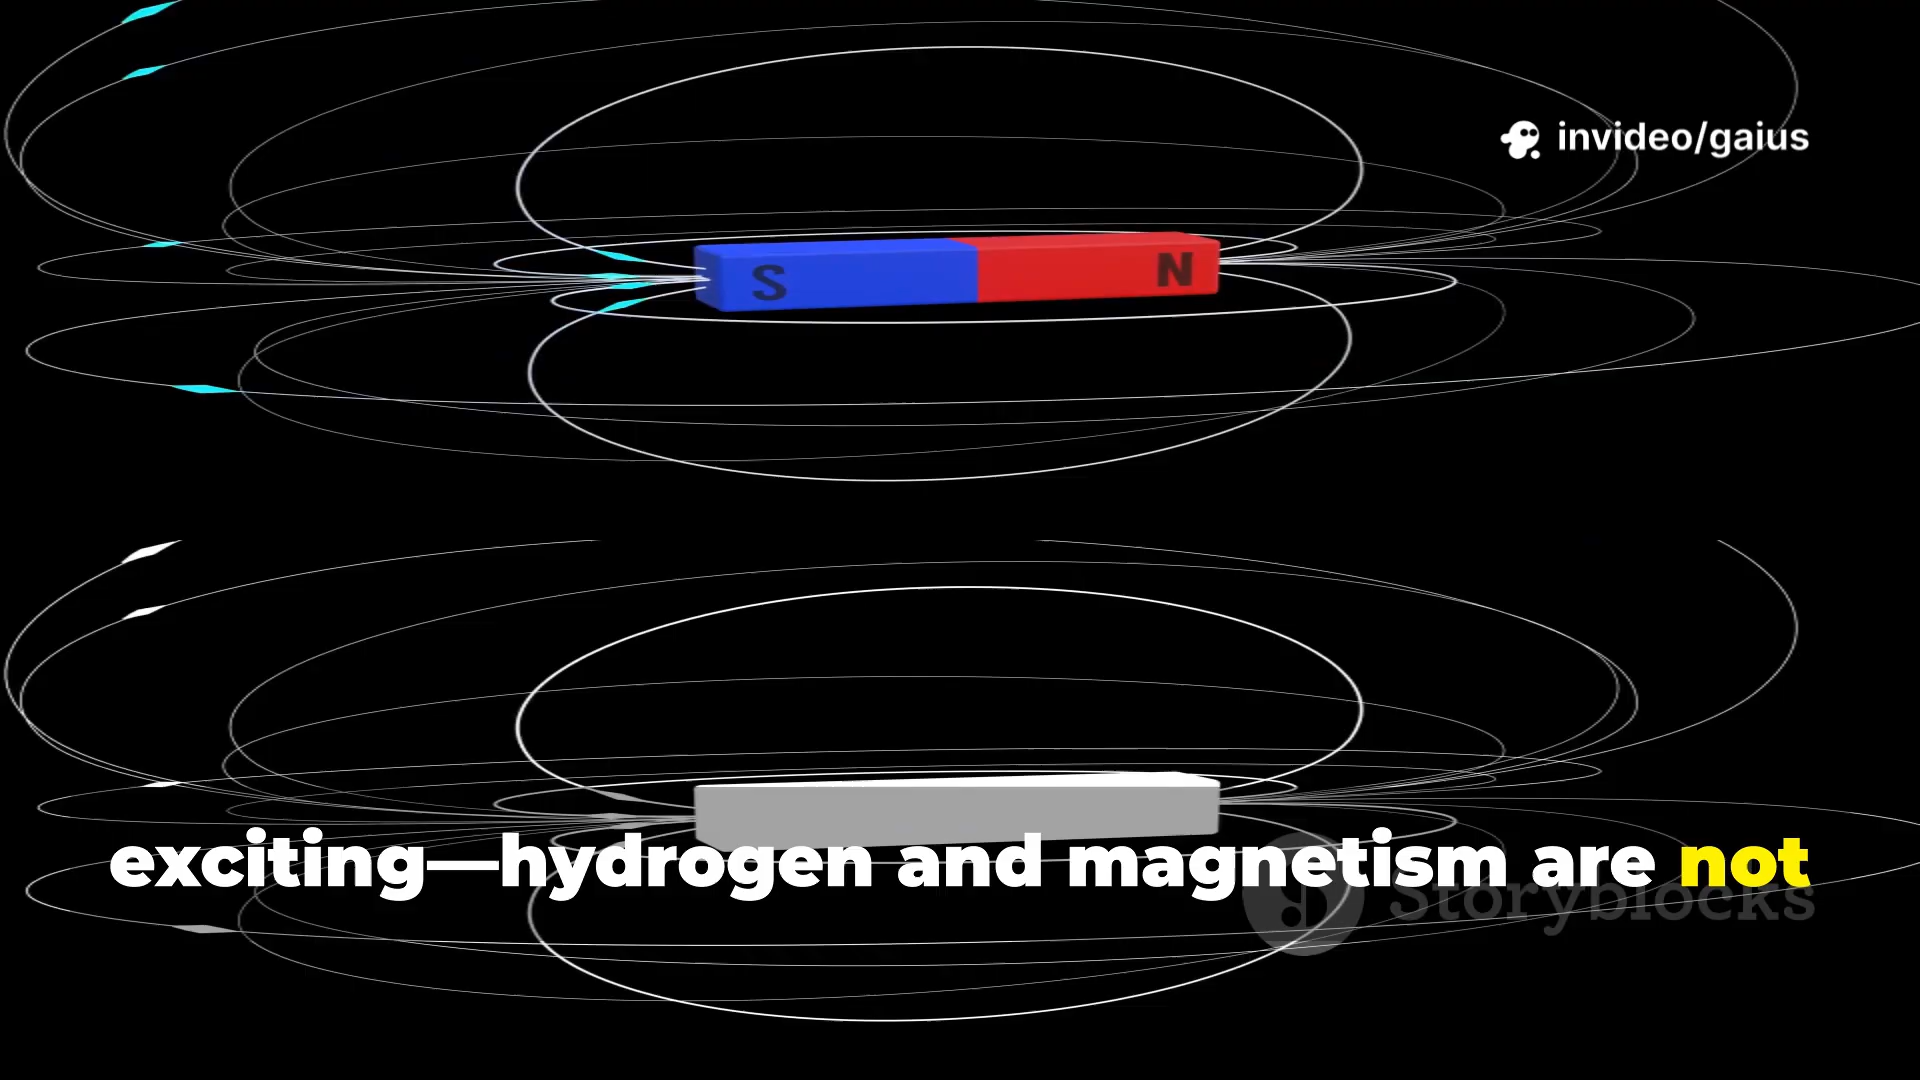 invideo/gaius
S N
exciting—hydrogen and magnetism are not
Storyblocks